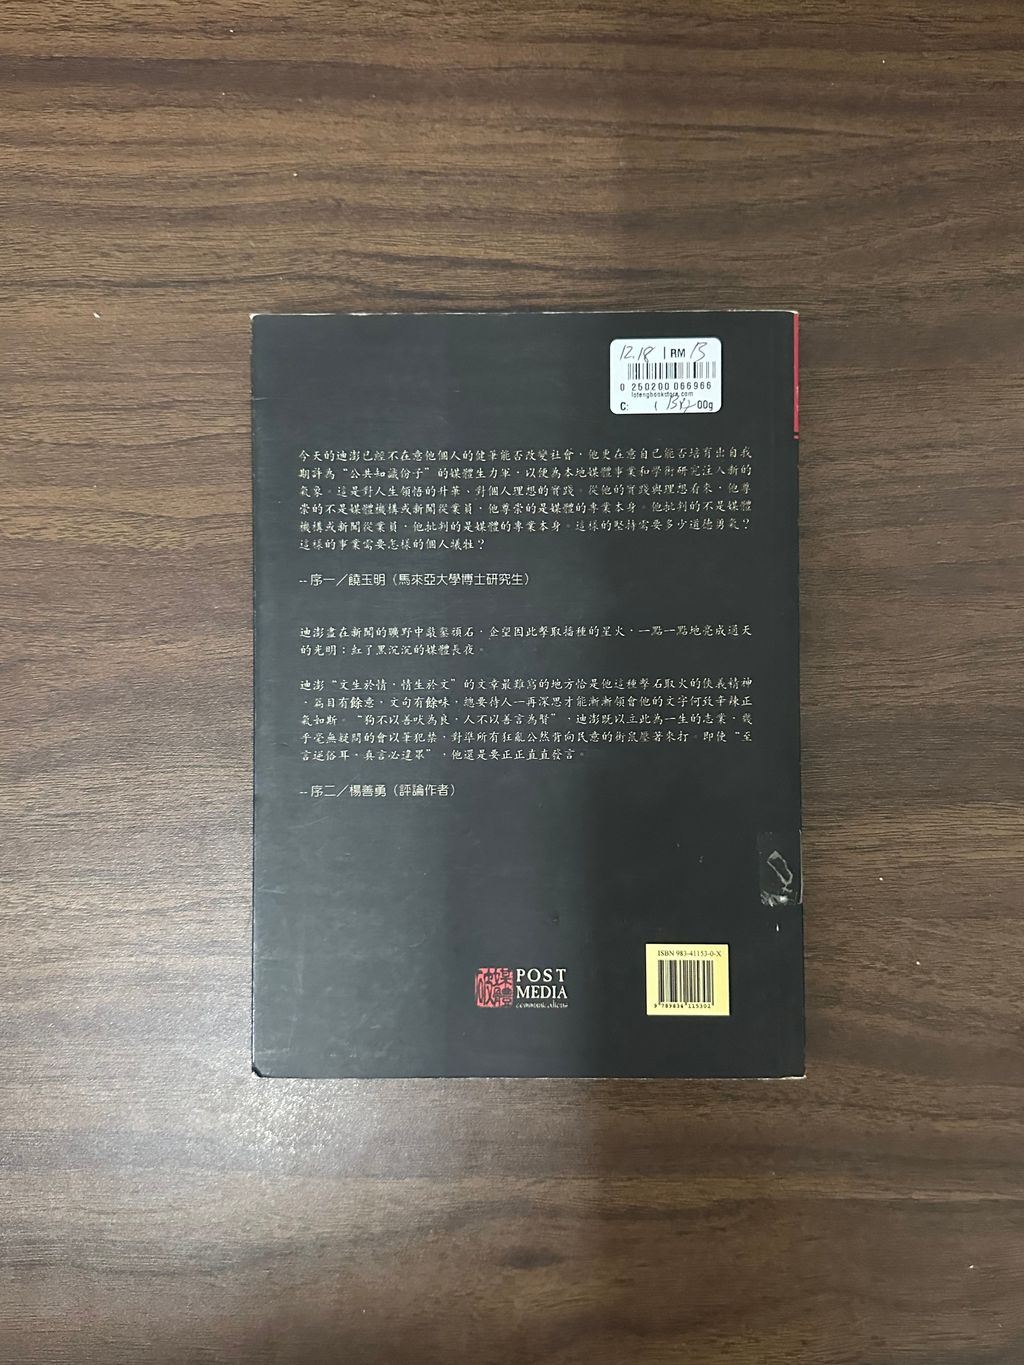 12.18 | RM 13
0 250200 066966
lotengbookstore.com
C: 00g
今天的迪澎已經不在意他個人的健筆能否改變社會，他更在意自己能否培育出自我
期許為“公共知識份子”的媒體生力軍，以便為本地媒體事業和學術研究注入新的
氣象。這是對人生領悟的升華、對個人理想的實踐。從他的實踐與理想看來，他尊
崇的不是媒體機構或新聞從業員，他尊崇的是媒體的專業本身。他批判的不是媒體
機構或新聞從業員，他批判的是媒體的專業本身。這樣的堅持需要多少道德勇氣？
這樣的事業需要怎樣的個人犧牲？
-- 序一／饒玉明（馬來亞大學博士研究生）
迪澎盡在新聞的曠野中敲鑿頑石，企望因此擊取播種的星火，一點一點地亮成通天
的光明；紅了黑沉沉的媒體長夜。
迪澎“文生於情，情生於文”的文章最難寫的地方恰是他這種擊石取火的俠義精神
，篇目有餘意，文句有餘味，總要待人一再深思才能漸漸領會他的文字何致辛辣正
氣如斯。“狗不以善吠為良，人不以善言為賢”，迪澎既以立此為一生的志業，幾
乎毫無疑問的會以筆犯禁，對準所有狂亂公然背向民意的街鼠壓著來打。即使“至
言逆俗耳，真言必違眾”，他還是要正正直直發言。
-- 序二／楊善勇（評論作者）
媒體
POST
MEDIA
communications
ISBN 983-41153-0-X
9 789834 115302